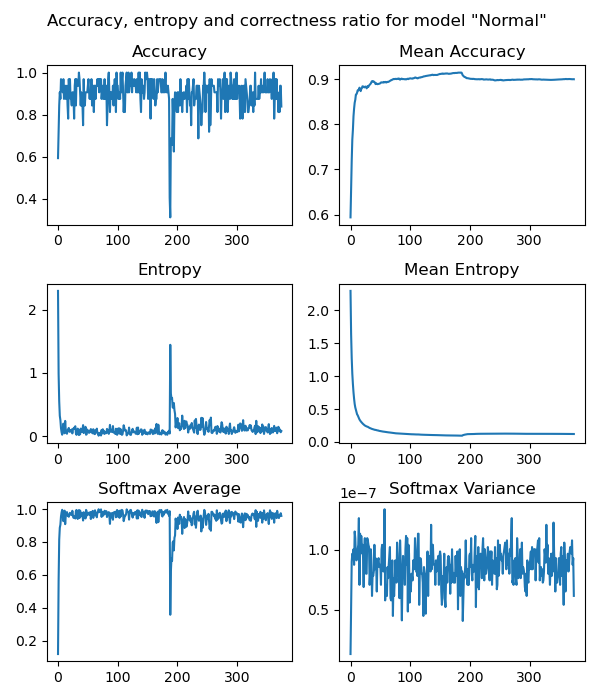 Accuracy, entropy and correctness ratio for model "Normal"
Accuracy Mean Accuracy
1.0
0.8
0.6
0.4
0 100 200 300
0.9
0.8
0.7
0.6
0 100 200 300
Entropy Mean Entropy
2
1
0
0 100 200 300
2.0
1.5
1.0
0.5
0.0
0 100 200 300
Softmax Average Softmax Variance
1.0
0.8
0.6
0.4
0.2
0 100 200 300
1e−7
1.0
0.5
0 100 200 300